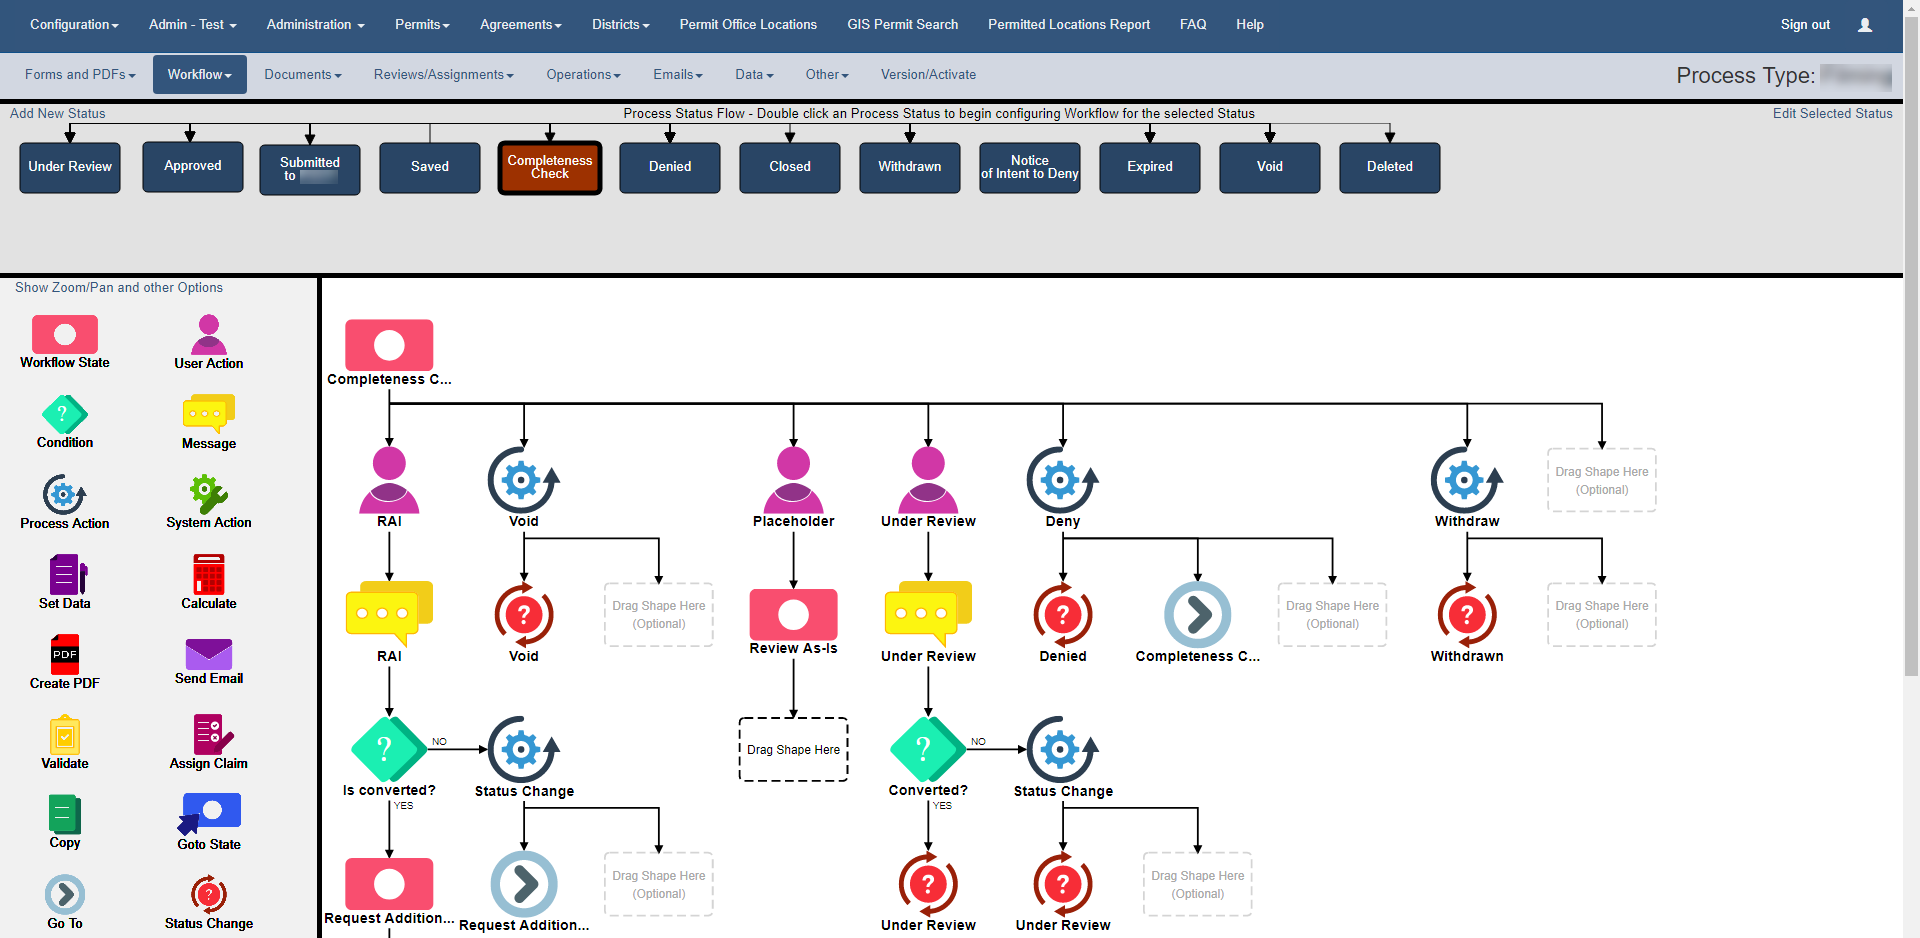 Configuration Admin - Test Administration Permits Agreements Districts Permit Office Locations GIS Permit Search Permitted Locations Report FAQ Help Sign out
Forms and PDFs Workflow Documents Reviews/Assignments Operations Emails Data Other Version/Activate Process Type:
Add New Status Process Status Flow - Double click an Process Status to begin configuring Workflow for the selected Status Edit Selected Status
Under Review
Approved
Submitted
to
Saved
Completeness
Check
Denied
Closed
Withdrawn
Notice
of Intent to Deny
Expired
Void
Deleted
Show Zoom/Pan and other Options
Workflow State
User Action
?
Condition
Message
Process Action
System Action
Set Data
Calculate
PDF
Create PDF
Send Email
Validate
Assign Claim
Copy
Goto State
Go To
?
Status Change
Completeness C...
RAI
Void
Placeholder
Under Review
Deny
Withdraw
Drag Shape Here
(Optional)
RAI
?
Void
Drag Shape Here
(Optional)
Review As-Is
Under Review
?
Denied
Completeness C...
Drag Shape Here
(Optional)
?
Withdrawn
Drag Shape Here
(Optional)
?
Is converted?
NO
YES
Status Change
Drag Shape Here
?
Converted?
NO
YES
Status Change
Request Addition...
Request Addition...
Drag Shape Here
(Optional)
?
Under Review
?
Under Review
Drag Shape Here
(Optional)